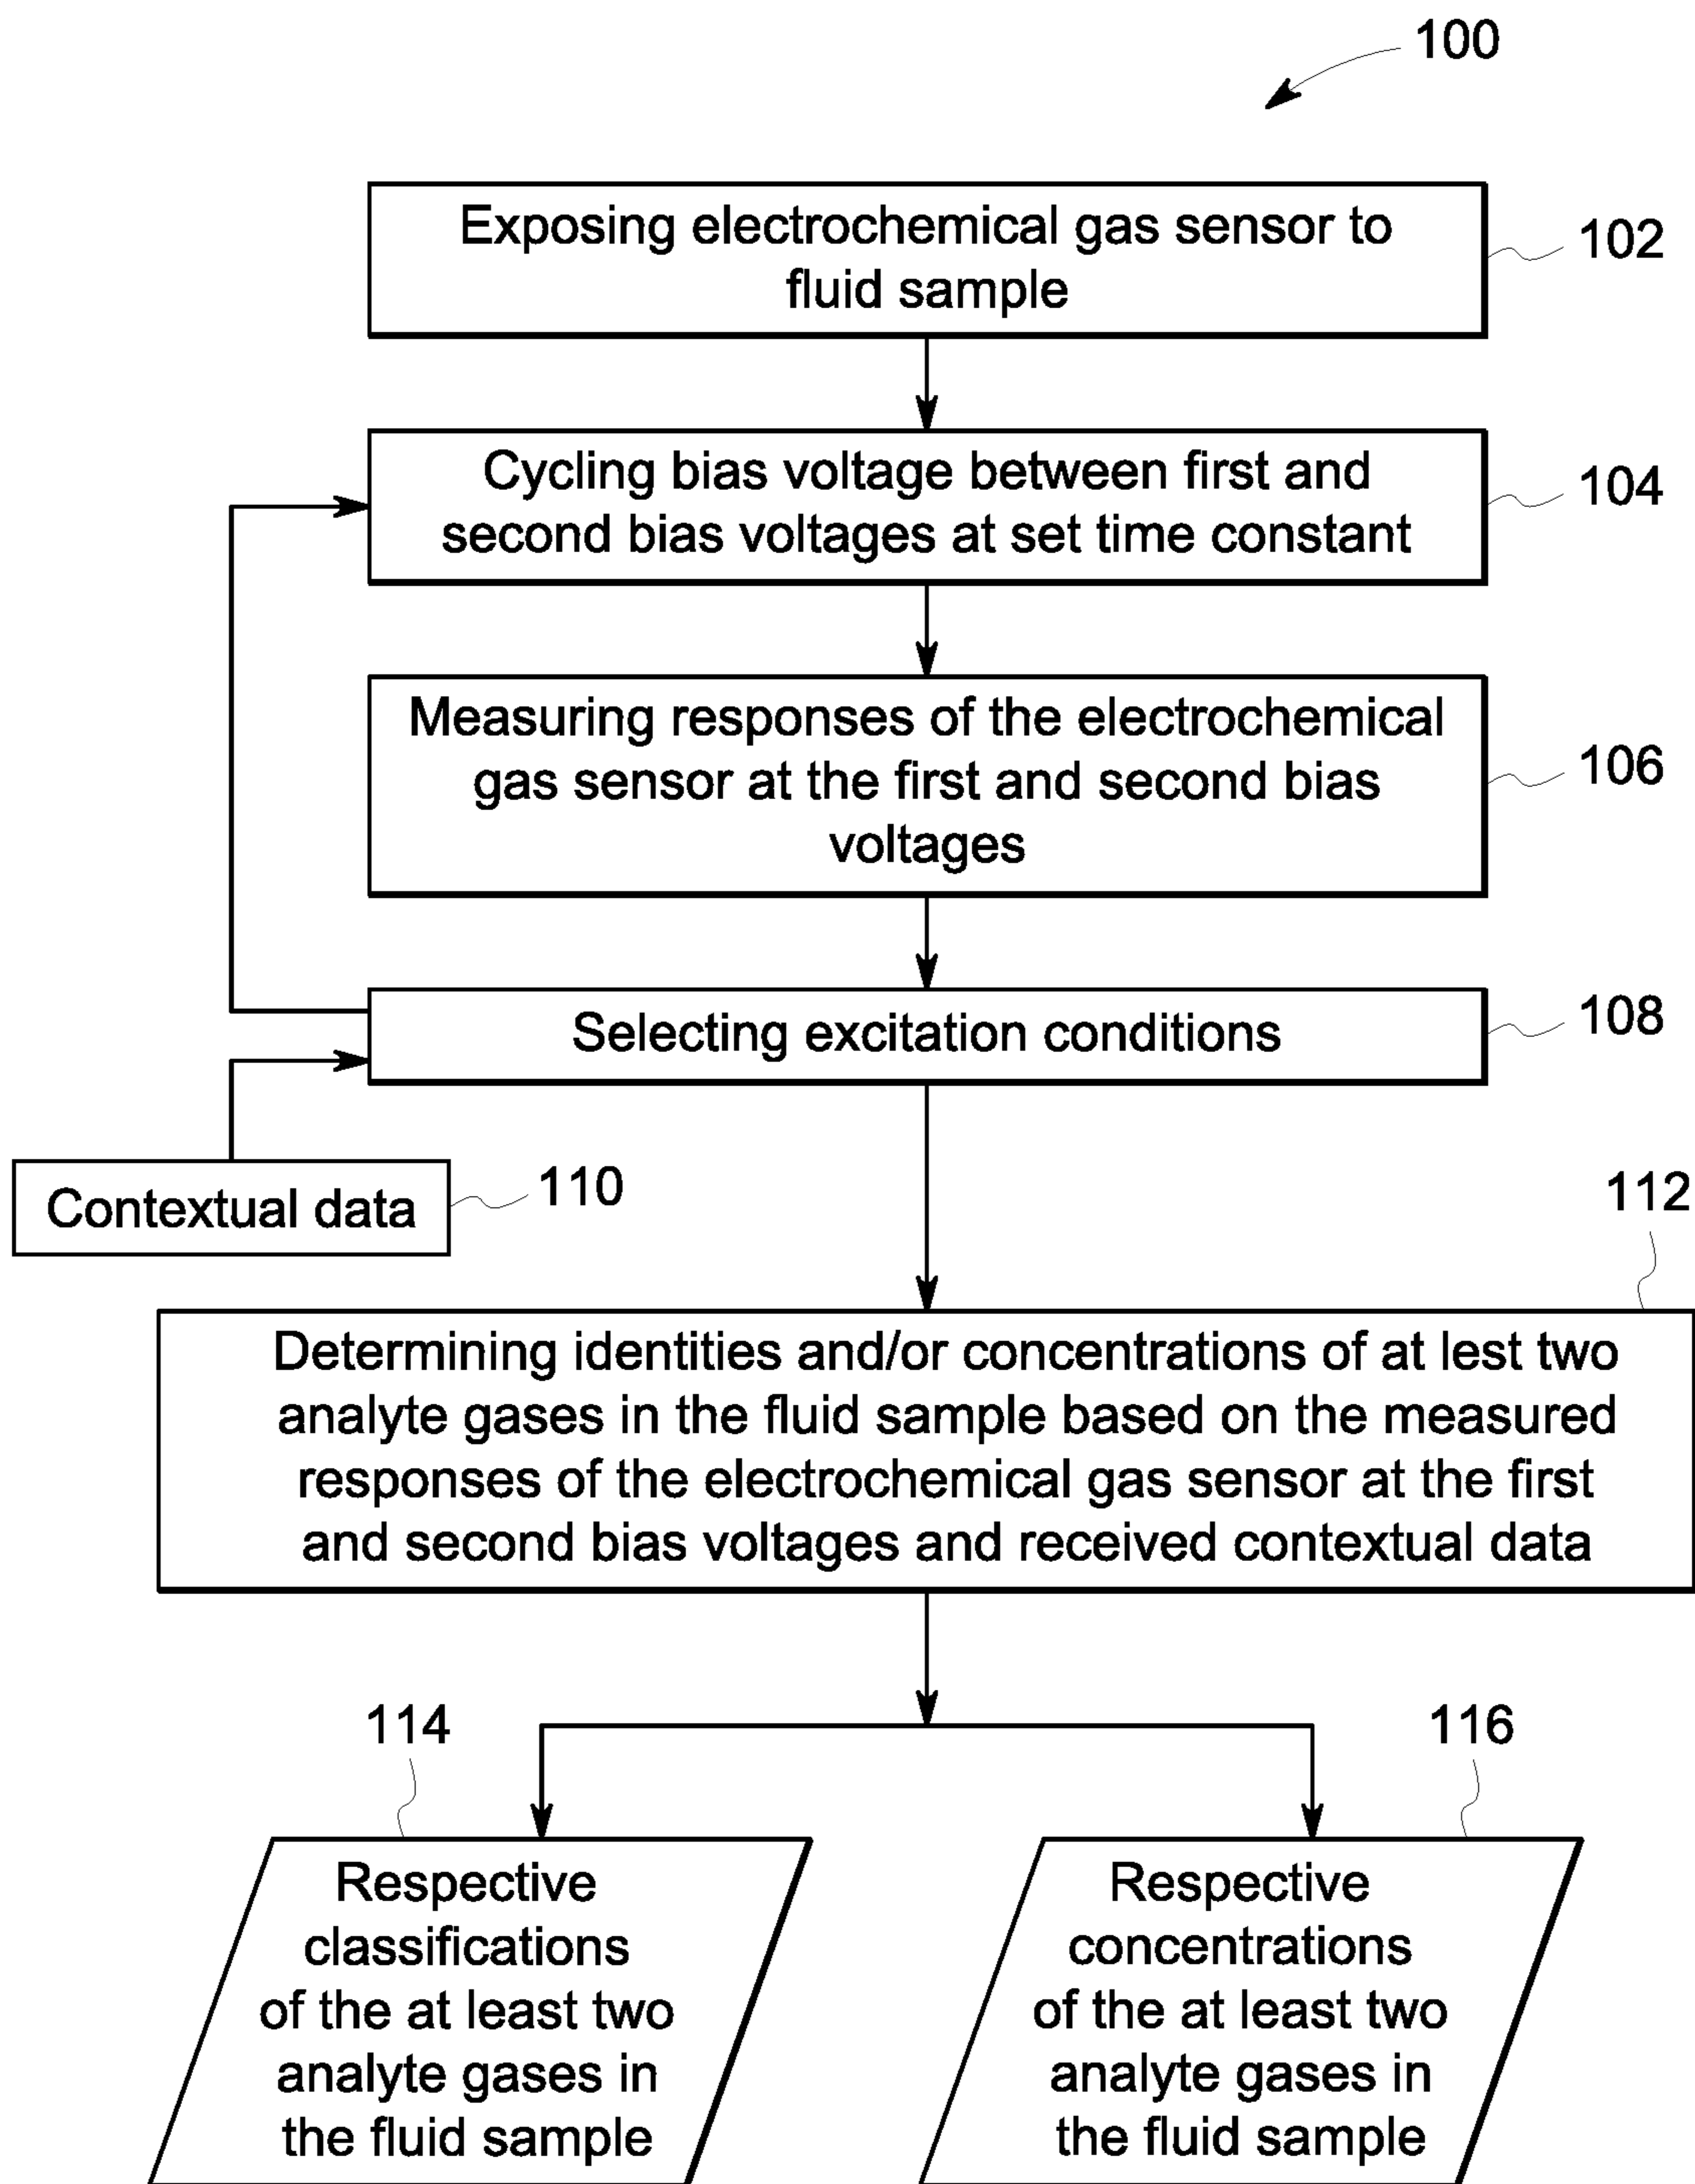 100
Exposing electrochemical gas sensor to
fluid sample
102
Cycling bias voltage between first and
second bias voltages at set time constant
104
Measuring responses of the electrochemical
gas sensor at the first and second bias
voltages
106
Selecting excitation conditions
108
Contextual data
110
112
Determining identities and/or concentrations of at lest two
analyte gases in the fluid sample based on the measured
responses of the electrochemical gas sensor at the first
and second bias voltages and received contextual data
114
Respective
classifications
of the at least two
analyte gases in
the fluid sample
116
Respective
concentrations
of the at least two
analyte gases in
the fluid sample